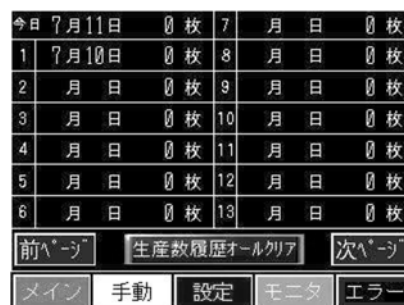 今日 7月11日 0 枚 7 月 日 0 枚
1 7月10日 0 枚 8 月 日 0 枚
2 月 日 0 枚 9 月 日 0 枚
3 月 日 0 枚 10 月 日 0 枚
4 月 日 0 枚 11 月 日 0 枚
5 月 日 0 枚 12 月 日 0 枚
6 月 日 0 枚 13 月 日 0 枚
前ページ 生産数履歴オールクリア 次ページ
メイン 手動 設定 モニタ エラー